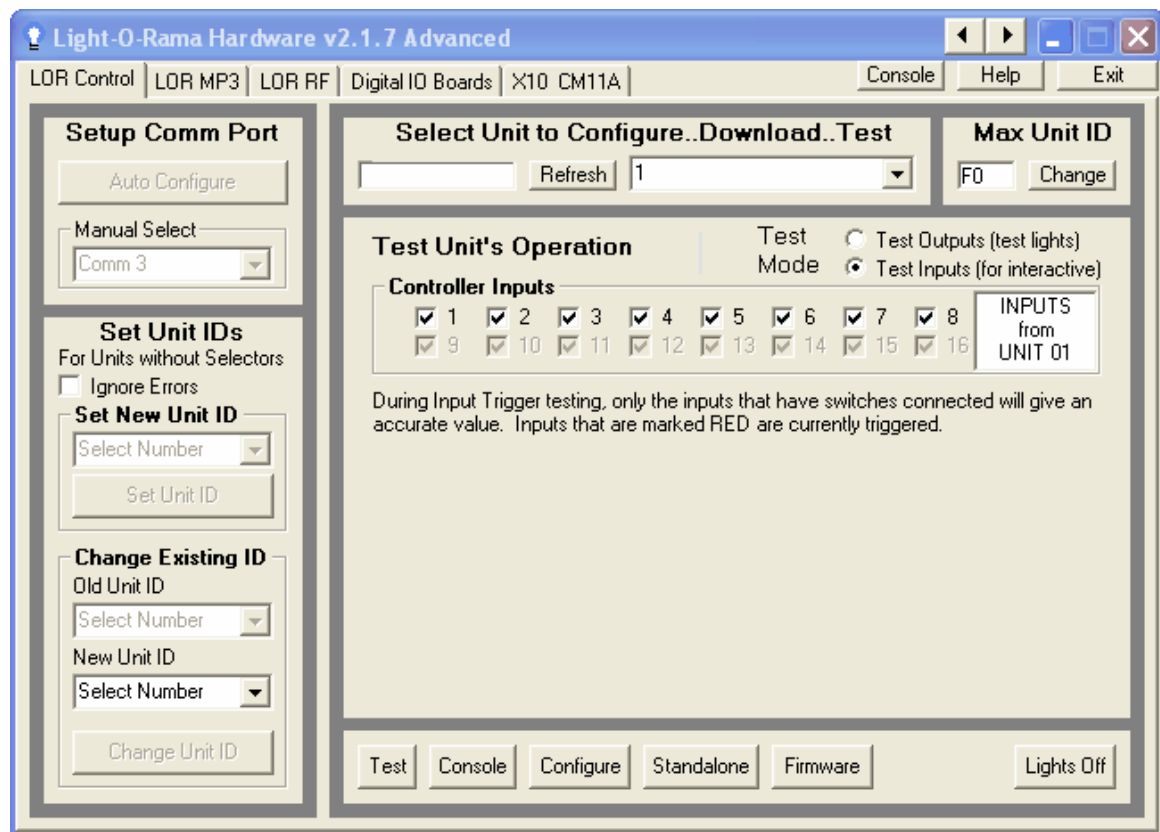 Light-O-Rama Hardware v2.1.7 Advanced
LOR Control LOR MP3 LOR RF Digital IO Boards X10 CM11A Console Help Exit
Setup Comm Port
Auto Configure
Manual Select
Comm 3
Set Unit IDs
For Units without Selectors
Ignore Errors
Set New Unit ID
Select Number
Set Unit ID
Change Existing ID
Old Unit ID
Select Number
New Unit ID
Select Number
Change Unit ID
Select Unit to Configure..Download..Test
Refresh 1
Max Unit ID
F0 Change
Test Unit's Operation
Test Mode
Test Outputs (test lights)
Test Inputs (for interactive)
Controller Inputs
1 2 3 4 5 6 7 8
9 10 11 12 13 14 15 16
INPUTS
from
UNIT 01
During Input Trigger testing, only the inputs that have switches connected will give an
accurate value. Inputs that are marked RED are currently triggered.
Test Console Configure Standalone Firmware Lights Off